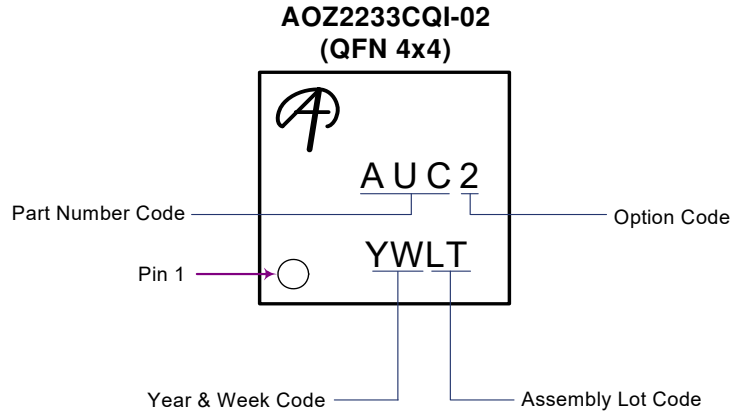 AOZ2233CQI-02
(QFN 4x4)
AUC2
Part Number Code
Option Code
YWLT
Pin 1
Year & Week Code
Assembly Lot Code